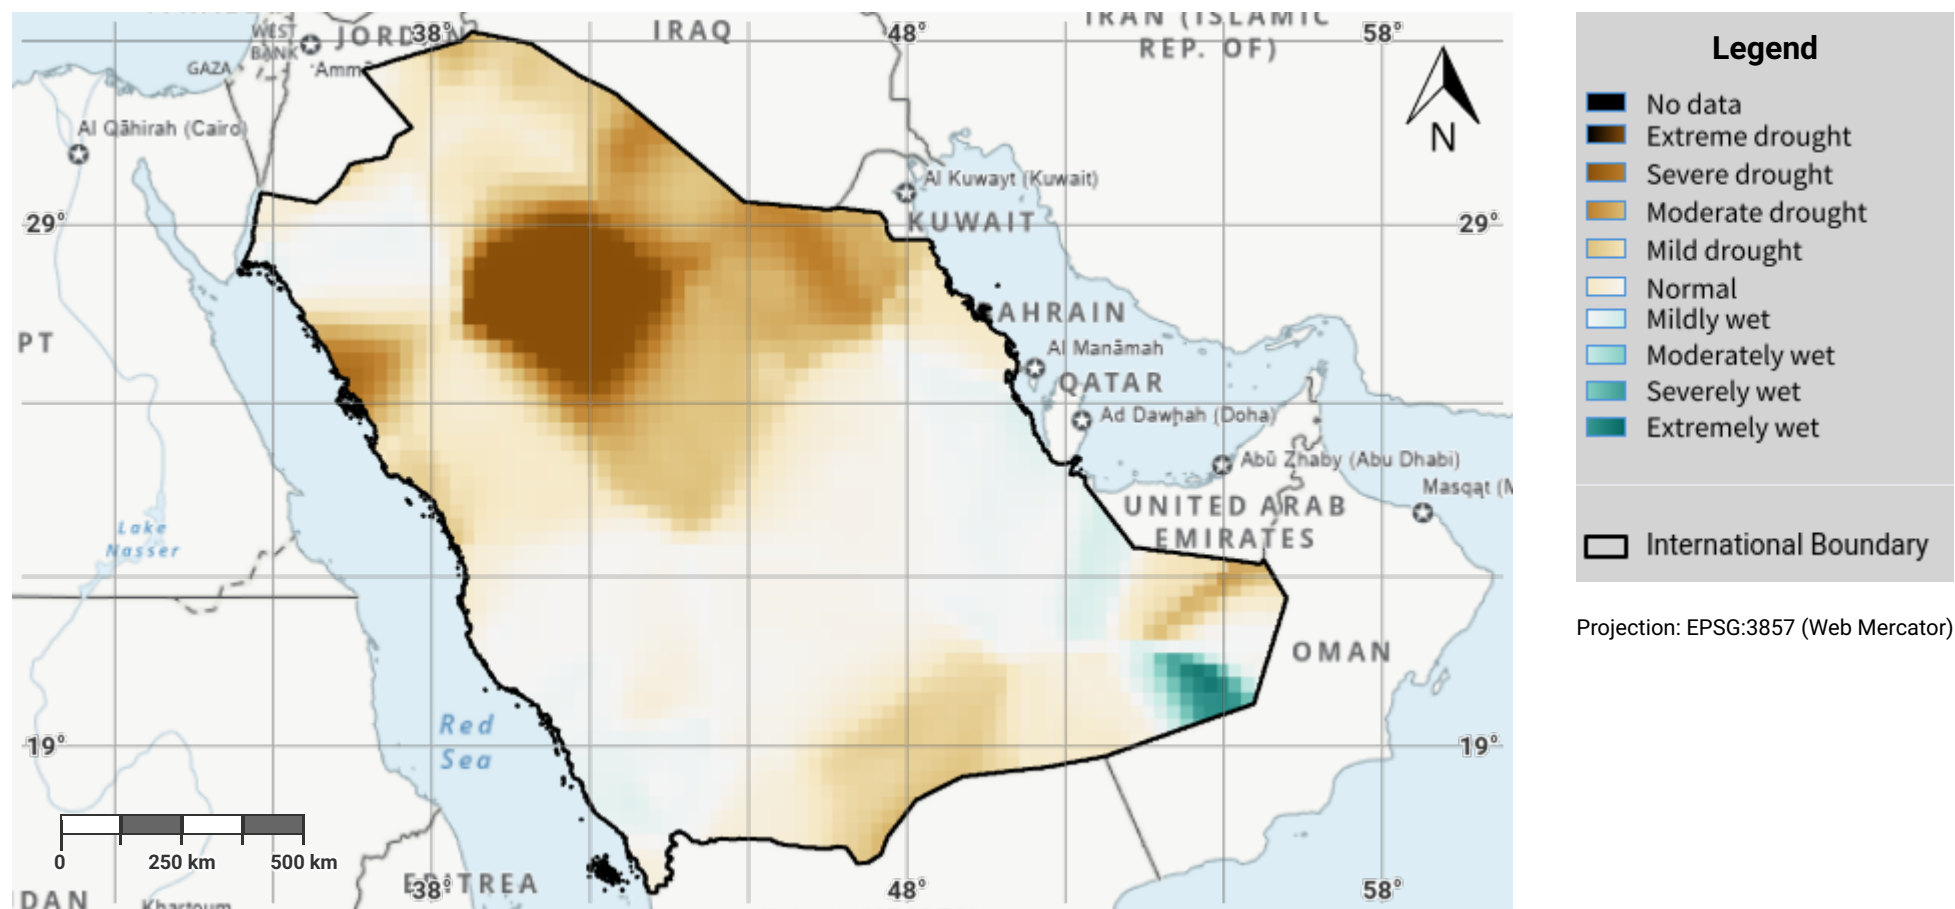 38°
48°
58°
WEST
BANK
JORDAN
IRAQ
IRAN (ISLAMIC
REP. OF)
GAZA
'Amm
Al Qāhirah (Cairo)
N
Al Kuwayt (Kuwait)
KUWAIT
29°
29°
BAHRAIN
PT
Al Manāmah
QATAR
Ad Dawḩah (Doha)
Abū Z̧haby (Abu Dhabi)
Masqaţ (M
UNITED ARAB
EMIRATES
Lake
Nasser
OMAN
Red
Sea
19°
19°
0
250 km
500 km
ERITREA
DAN
Khartoum
38°
48°
58°
Legend
No data
Extreme drought
Severe drought
Moderate drought
Mild drought
Normal
Mildly wet
Moderately wet
Severely wet
Extremely wet
International Boundary
Projection: EPSG:3857 (Web Mercator)